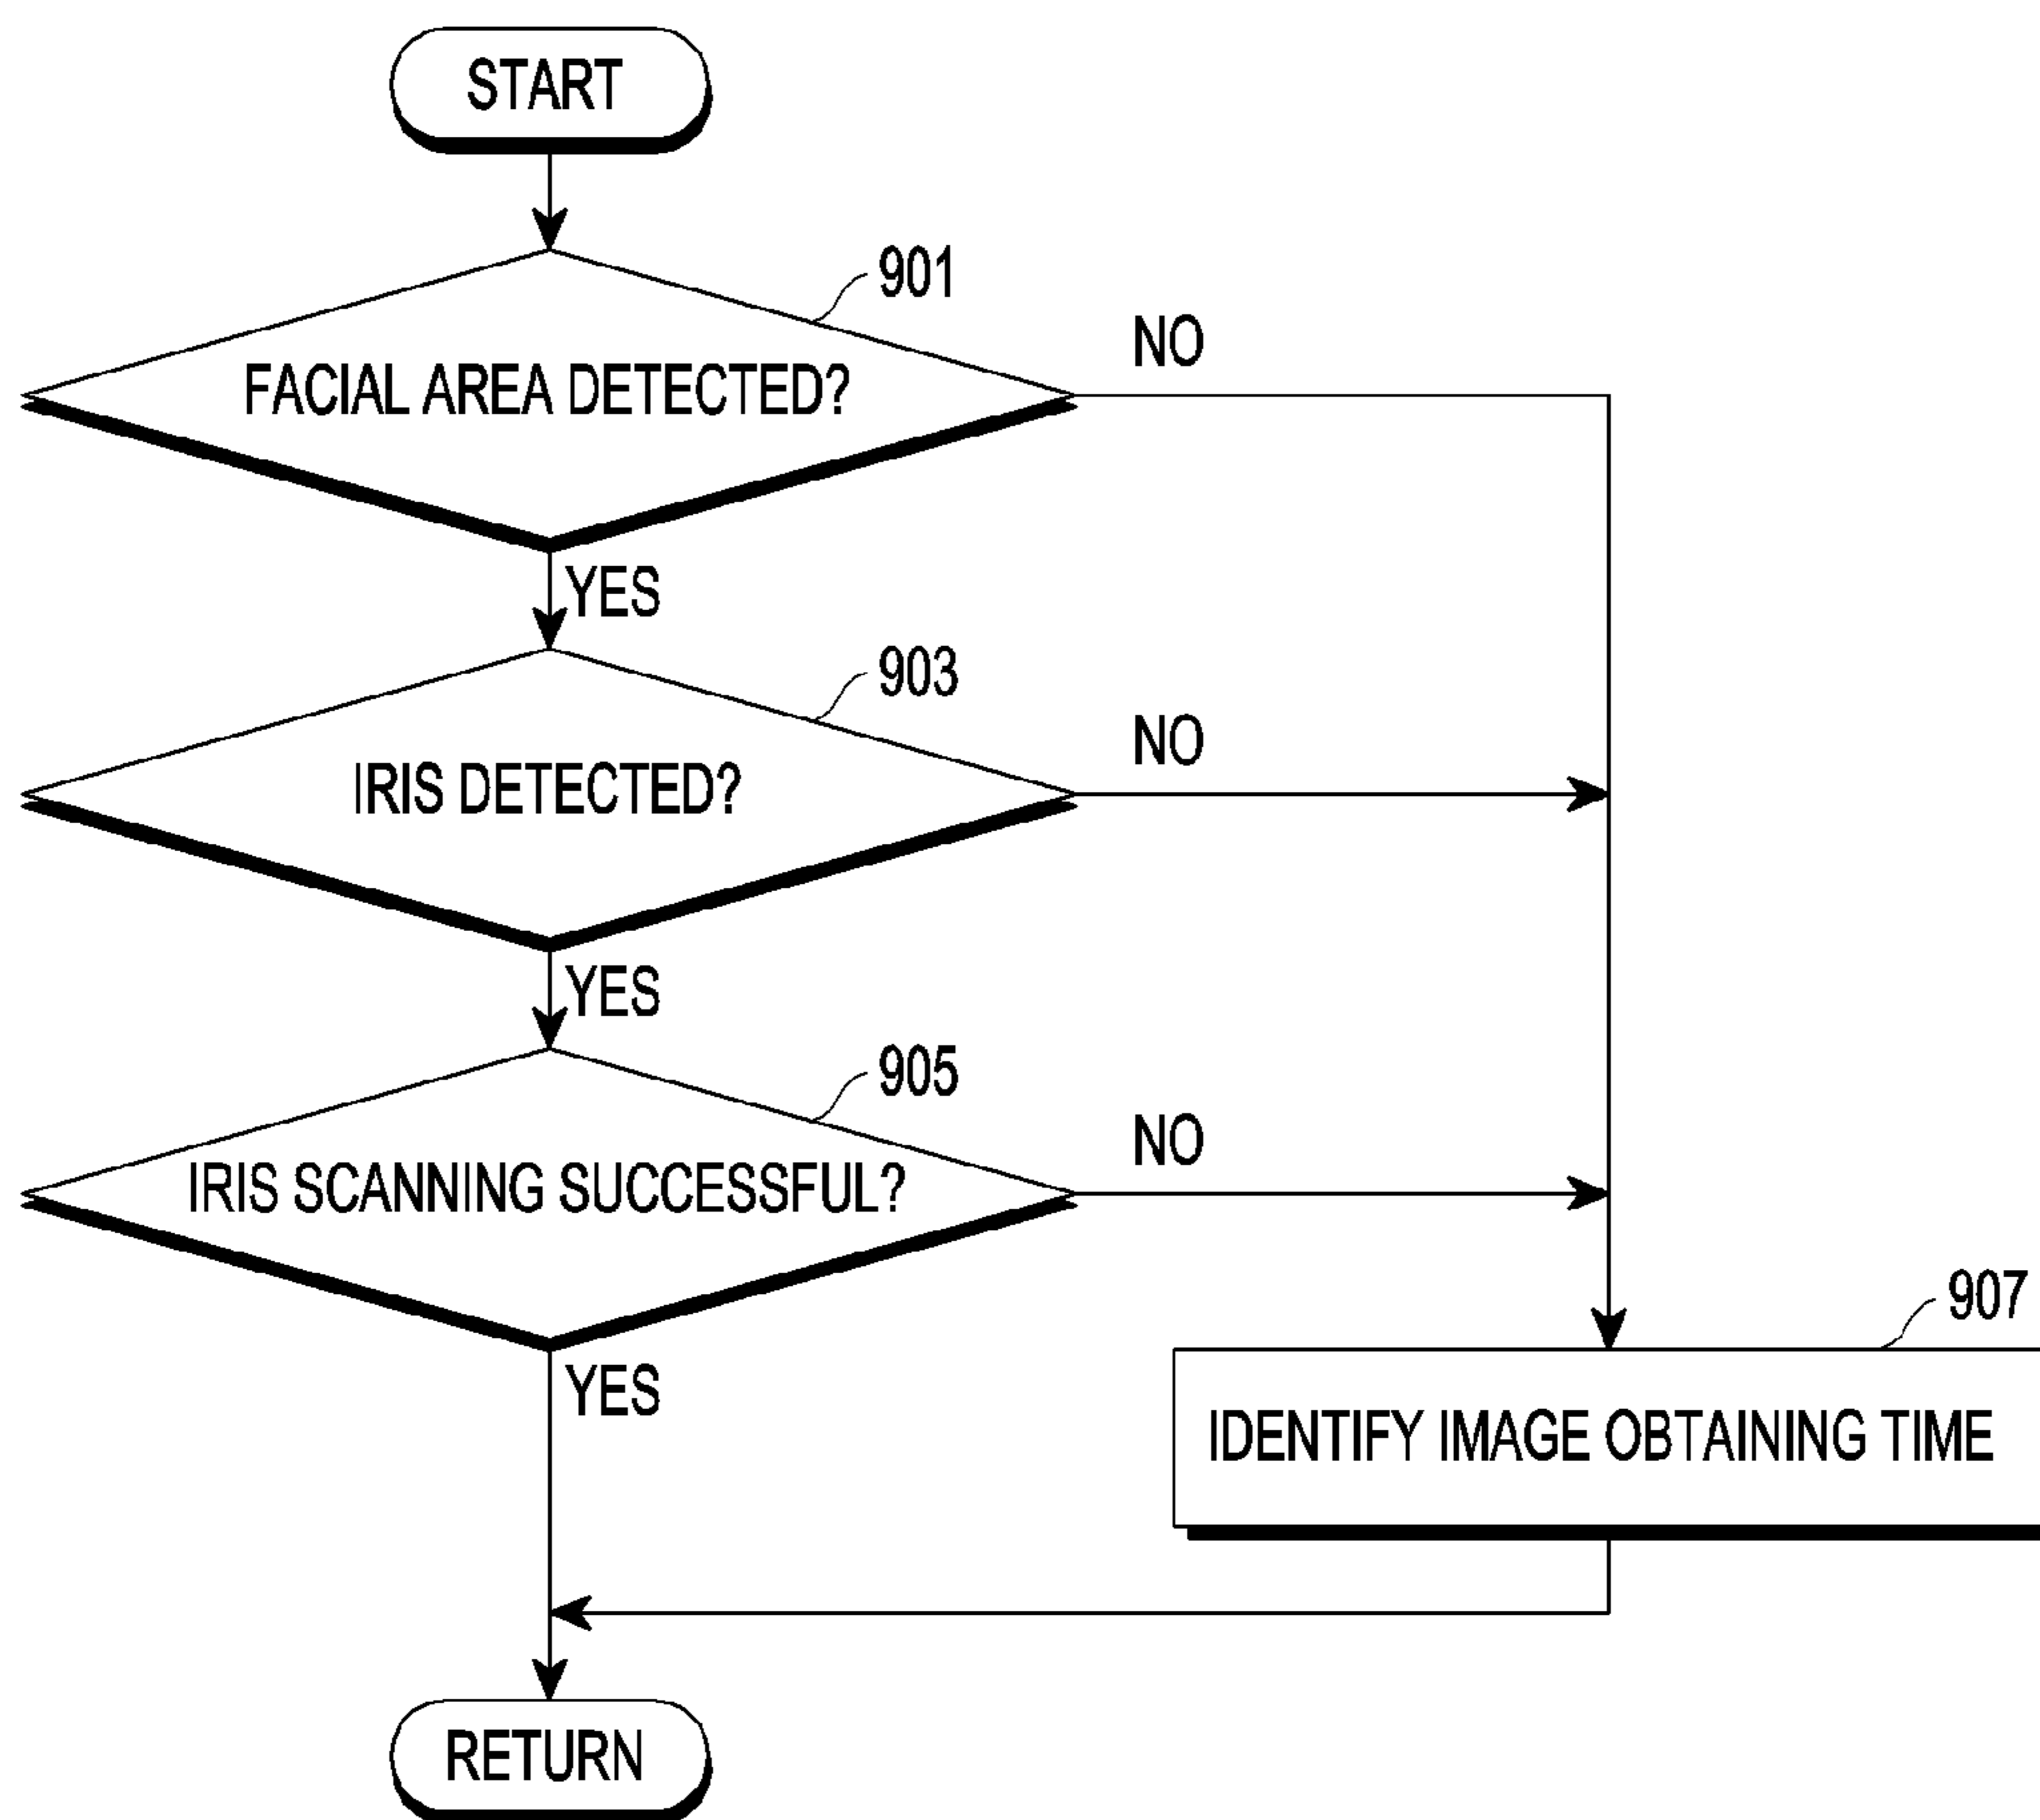 START
901
FACIAL AREA DETECTED?
NO
YES
903
IRIS DETECTED?
NO
YES
905
IRIS SCANNING SUCCESSFUL?
NO
YES
907
IDENTIFY IMAGE OBTAINING TIME
RETURN